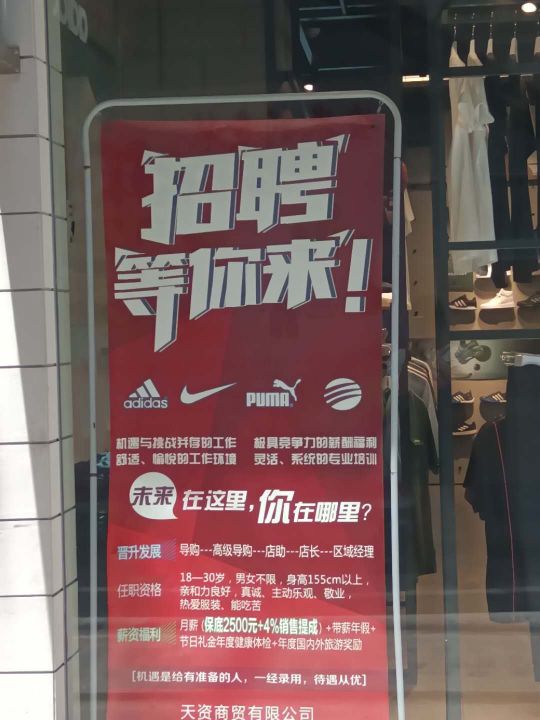 招聘
等你来！
adidas
PUMA
机遇与挑战并存的工作 极具竞争力的薪酬福利
舒适、愉悦的工作环境 灵活、系统的专业培训
未来在这里，你在哪里？
晋升发展 导购---高级导购---店助---店长---区域经理
任职资格 18—30岁，男女不限，身高155cm以上，
亲和力良好，真诚、主动乐观、敬业，
热爱服装、能吃苦
薪资福利 月薪（保底2500元+4%销售提成）+带薪年假+
节日礼金年度健康体检+年度国内外旅游奖励
[机遇是给有准备的人，一经录用，待遇从优]
天资商贸有限公司